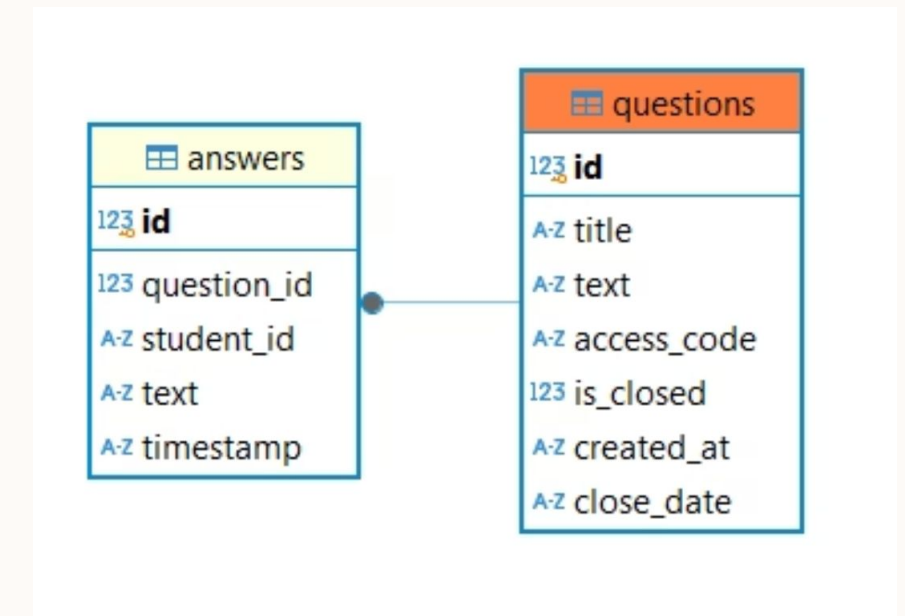 answers
123 id
123 question_id
A-Z student_id
A-Z text
A-Z timestamp
questions
123 id
A-Z title
A-Z text
A-Z access_code
123 is_closed
A-Z created_at
A-Z close_date